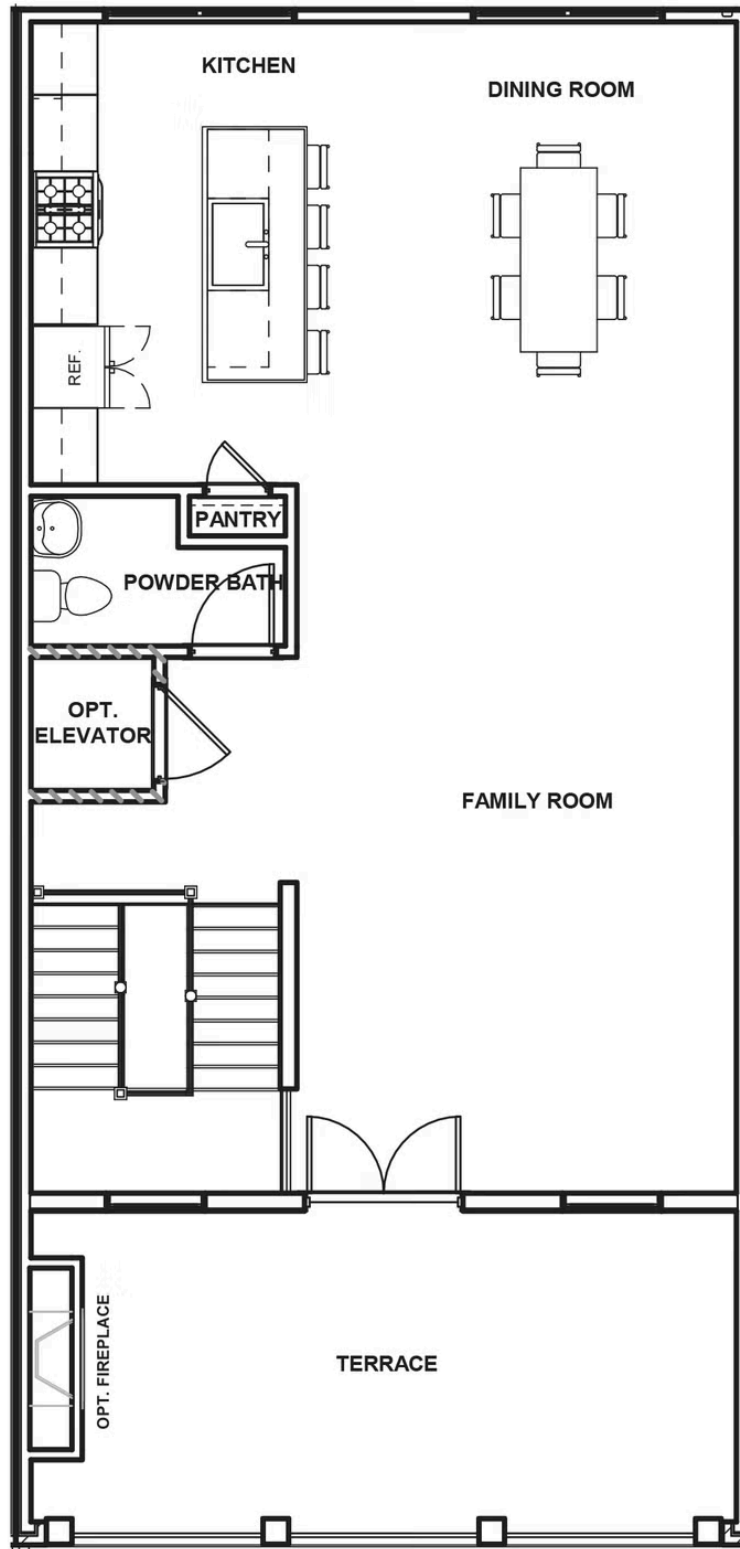 KITCHEN
DINING ROOM
REF.
PANTRY
POWDER BATH
OPT.
ELEVATOR
FAMILY ROOM
OPT. FIREPLACE
TERRACE